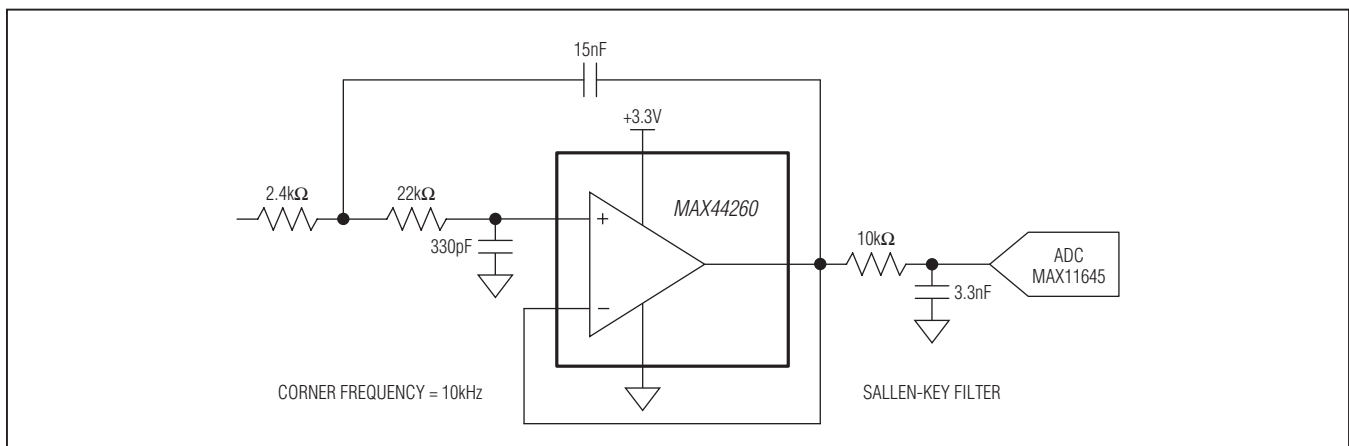 15nF
+3.3V
2.4kΩ
22kΩ
MAX44260
+
330pF
10kΩ
ADC
MAX11645
3.3nF
−
CORNER FREQUENCY = 10kHz
SALLEN-KEY FILTER